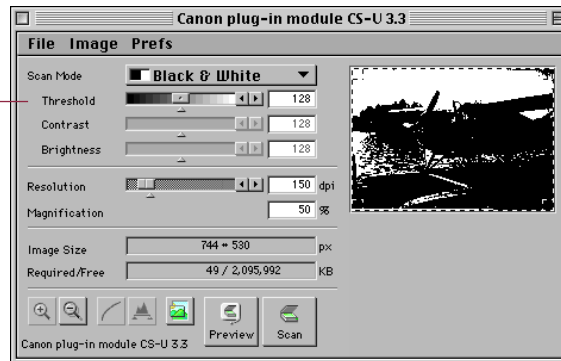 Canon plug-in module CS-U 3.3
File Image Prefs
Scan Mode Black & White
Threshold 128
Contrast 128
Brightness 128
Resolution 150 dpi
Magnification 50 %
Image Size 744 * 530 px
Required/Free 49 / 2,095,992 KB
Preview Scan
Canon plug-in module CS-U 3.3